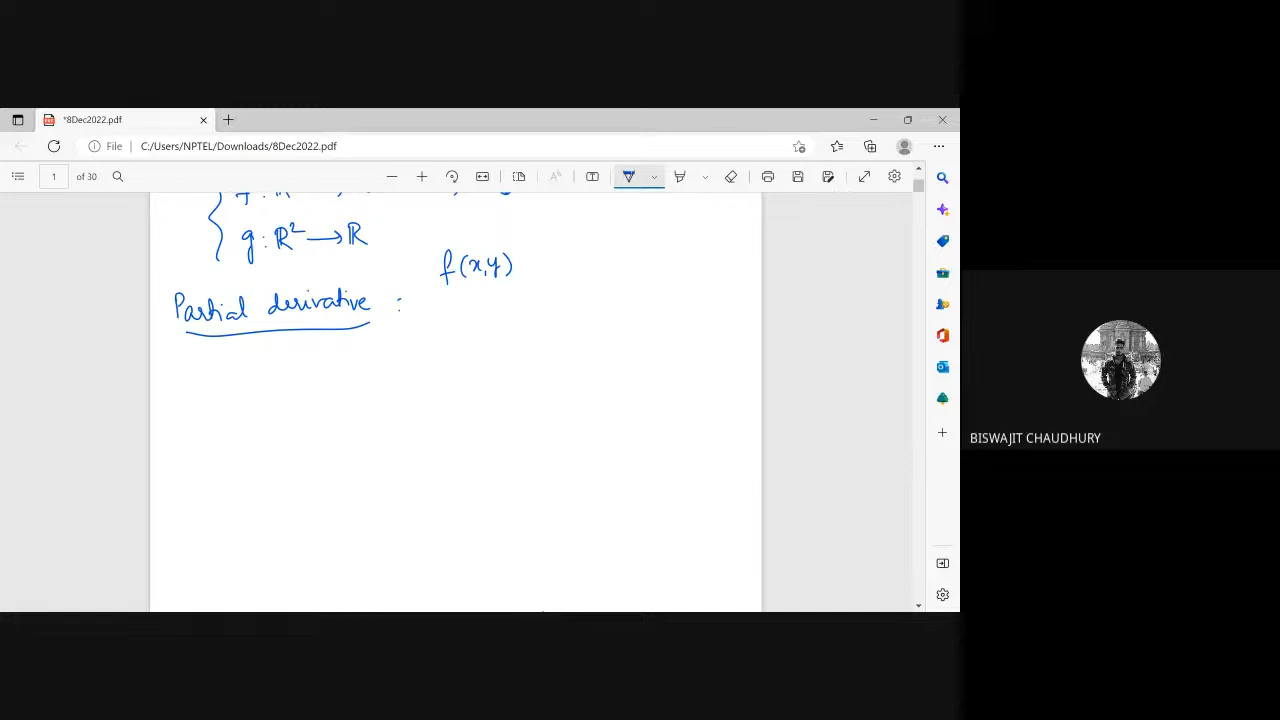 *8Dec2022.pdf
File C:/Users/NPTEL/Downloads/8Dec2022.pdf
1 of 30
g : ℝ² → ℝ
f(x,y)
Partial derivative :
BISWAJIT CHAUDHURY